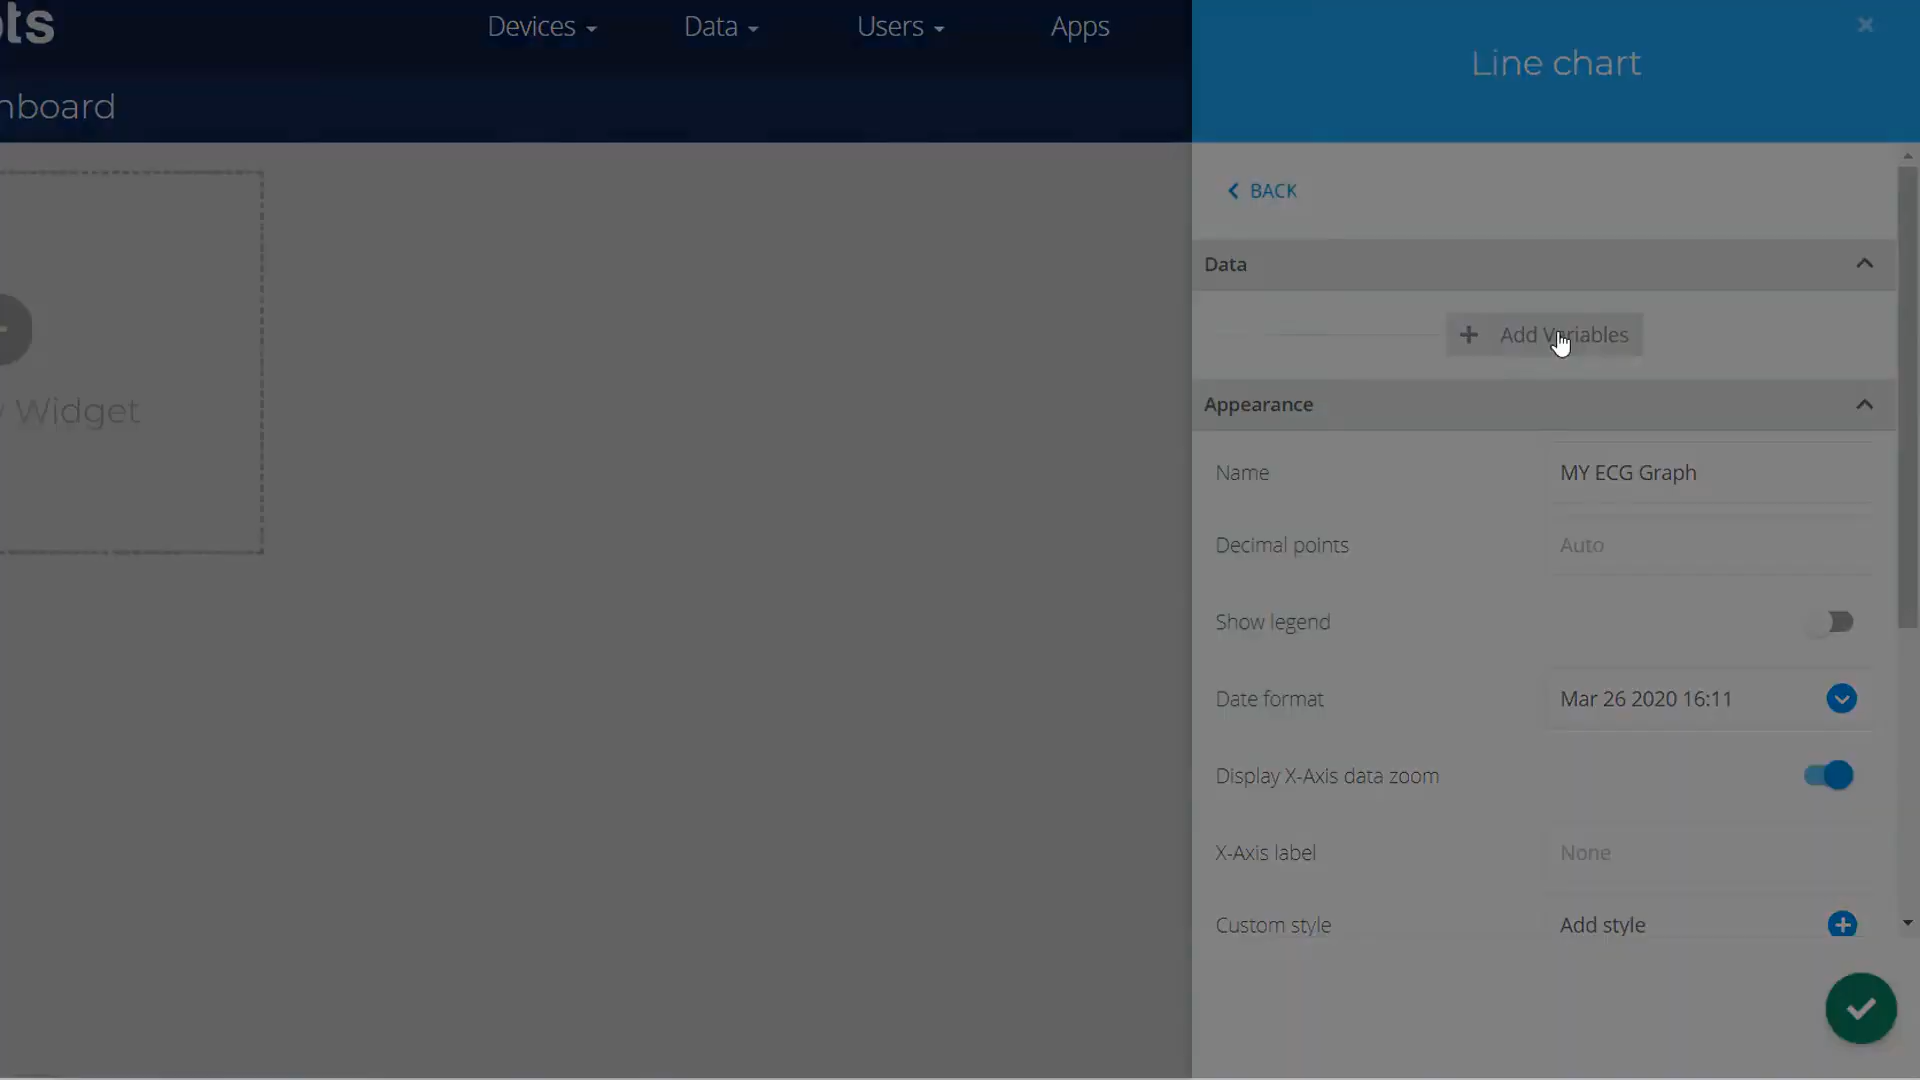 ts
Devices
Data
Users
Apps
Line chart
board
BACK
Data
Add Variables
Appearance
Widget
Name
MY ECG Graph
Decimal points
Auto
Show legend
Date format
Mar 26 2020 16:11
Display X-Axis data zoom
X-Axis label
None
Custom style
Add style